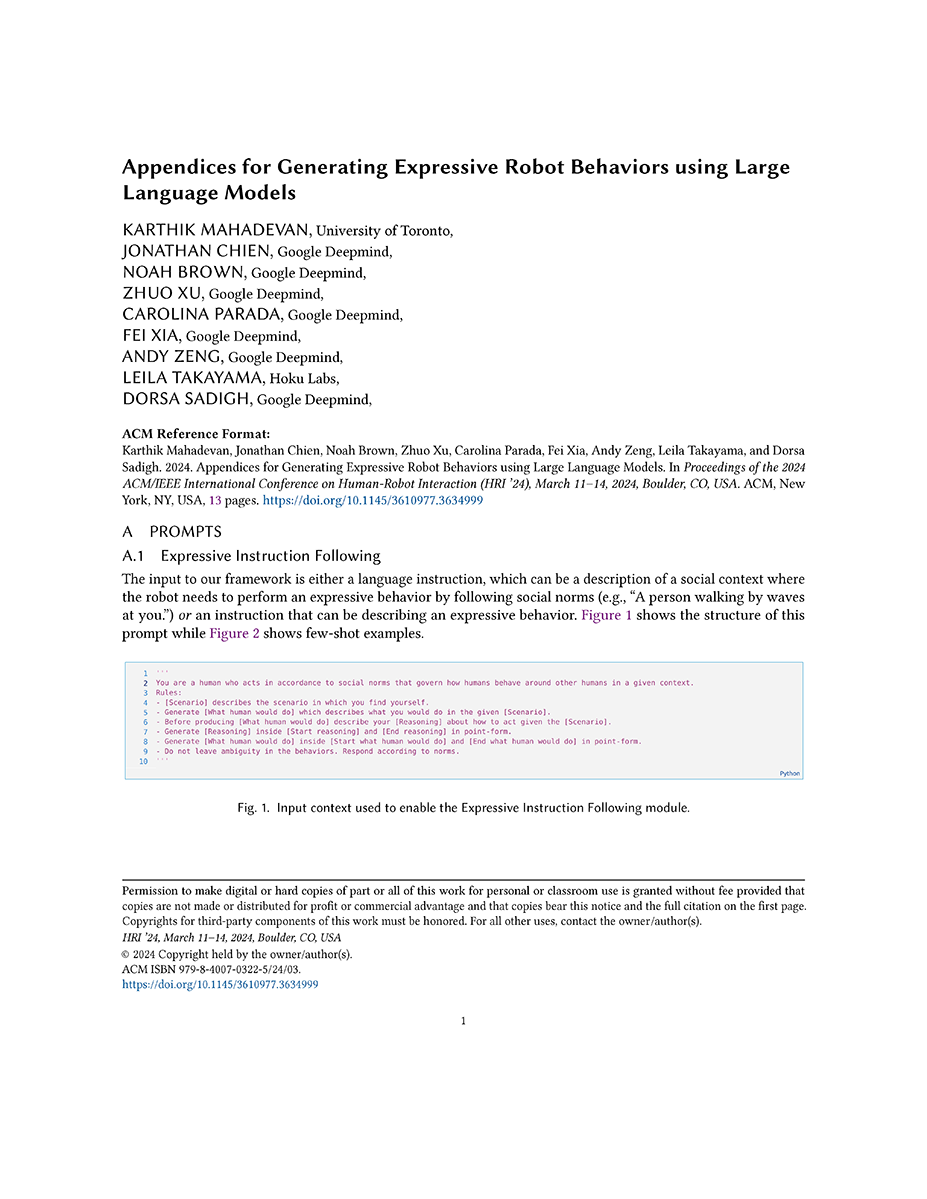 Appendices for Generating Expressive Robot Behaviors using Large
Language Models
KARTHIK MAHADEVAN, University of Toronto,
JONATHAN CHIEN, Google Deepmind,
NOAH BROWN, Google Deepmind,
ZHUO XU, Google Deepmind,
CAROLINA PARADA, Google Deepmind,
FEI XIA, Google Deepmind,
ANDY ZENG, Google Deepmind,
LEILA TAKAYAMA, Hoku Labs,
DORSA SADIGH, Google Deepmind,
ACM Reference Format:
Karthik Mahadevan, Jonathan Chien, Noah Brown, Zhuo Xu, Carolina Parada, Fei Xia, Andy Zeng, Leila Takayama, and Dorsa
Sadigh. 2024. Appendices for Generating Expressive Robot Behaviors using Large Language Models. In Proceedings of the 2024
ACM/IEEE International Conference on Human-Robot Interaction (HRI ’24), March 11–14, 2024, Boulder, CO, USA. ACM, New
York, NY, USA, 13 pages. https://doi.org/10.1145/3610977.3634999
A PROMPTS
A.1 Expressive Instruction Following
The input to our framework is either a language instruction, which can be a description of a social context where
the robot needs to perform an expressive behavior by following social norms (e.g., “A person walking by waves
at you.”) or an instruction that can be describing an expressive behavior. Figure 1 shows the structure of this
prompt while Figure 2 shows few-shot examples.
1 '''
2 You are a human who acts in accordance to social norms that govern how humans behave around other humans in a given context.
3 Rules:
4 - [Scenario] describes the scenario in which you find yourself.
5 - Generate [What human would do] which describes what you would do in the given [Scenario].
6 - Before producing [What human would do] describe your [Reasoning] about how to act given the [Scenario].
7 - Generate [Reasoning] inside [Start reasoning] and [End reasoning] in point-form.
8 - Generate [What human would do] inside [Start what human would do] and [End what human would do] in point-form.
9 - Do not leave ambiguity in the behaviors. Respond according to norms.
10 '''
Python
Fig. 1. Input context used to enable the Expressive Instruction Following module.
Permission to make digital or hard copies of part or all of this work for personal or classroom use is granted without fee provided that
copies are not made or distributed for profit or commercial advantage and that copies bear this notice and the full citation on the first page.
Copyrights for third-party components of this work must be honored. For all other uses, contact the owner/author(s).
HRI ’24, March 11–14, 2024, Boulder, CO, USA
© 2024 Copyright held by the owner/author(s).
ACM ISBN 979-8-4007-0322-5/24/03.
https://doi.org/10.1145/3610977.3634999
1